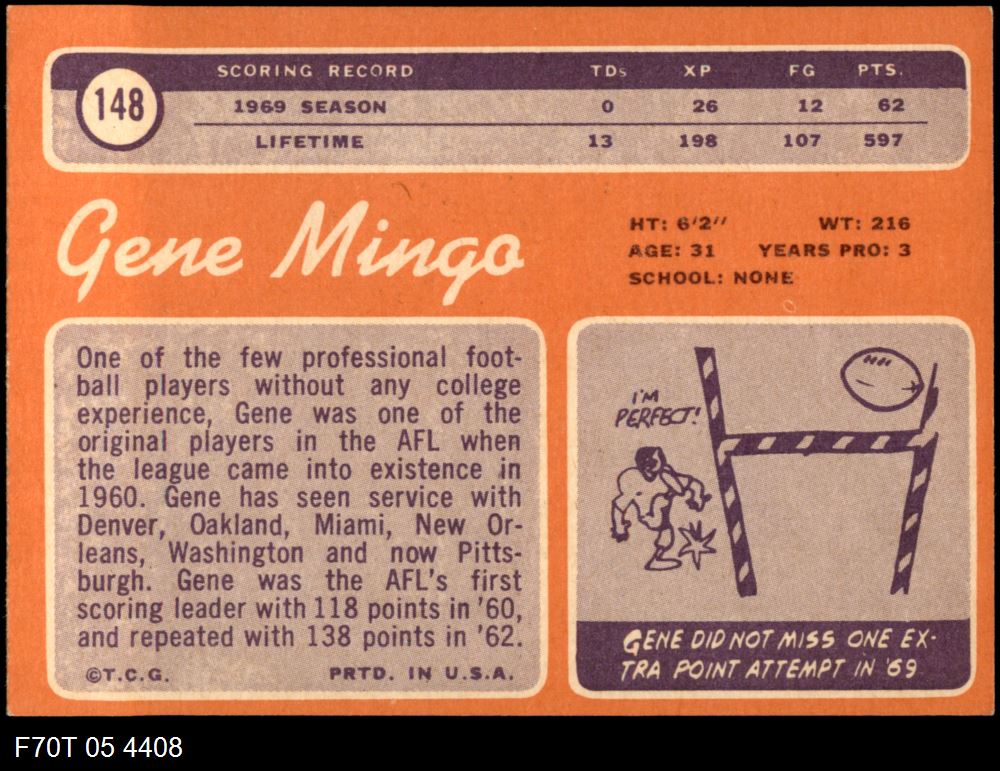 148
SCORING RECORD TDs XP FG PTS.
1969 SEASON 0 26 12 62
LIFETIME 13 198 107 597
Gene Mingo
HT: 6'2" WT: 216
AGE: 31 YEARS PRO: 3
SCHOOL: NONE
One of the few professional foot-
ball players without any college
experience, Gene was one of the
original players in the AFL when
the league came into existence in
1960. Gene has seen service with
Denver, Oakland, Miami, New Or-
leans, Washington and now Pitts-
burgh. Gene was the AFL's first
scoring leader with 118 points in '60,
and repeated with 138 points in '62.
©T.C.G. PRTD. IN U.S.A.
I'M
PERFECT!
GENE DID NOT MISS ONE EX-
TRA POINT ATTEMPT IN '69
F70T 05 4408